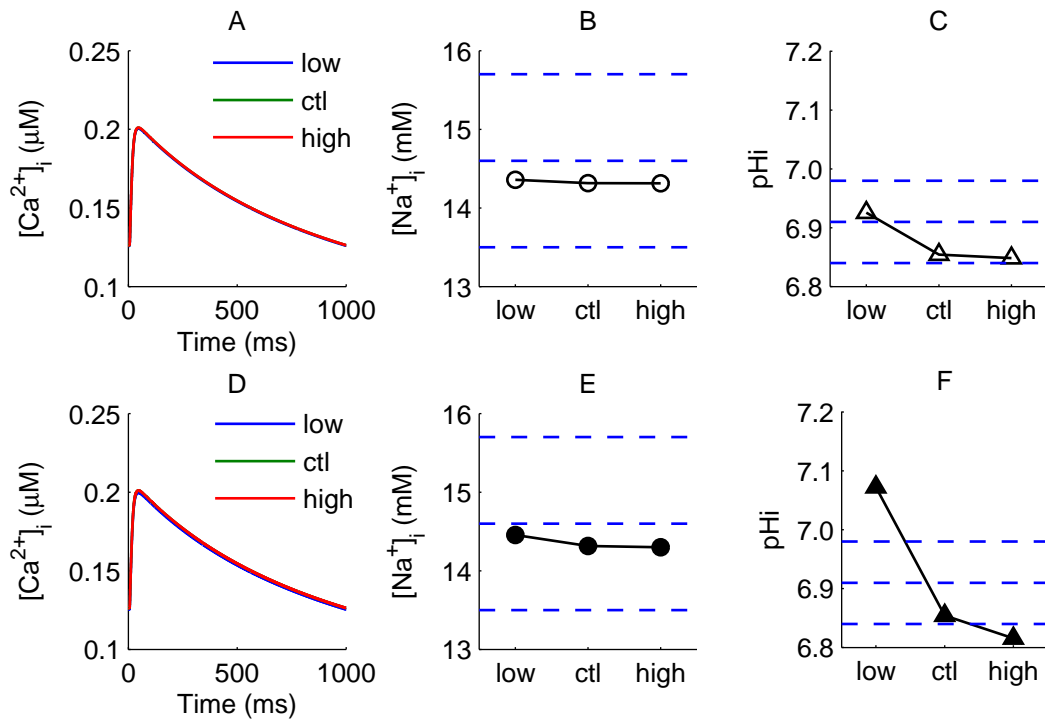 A
0.25
0.2
0.15
0.1
[Ca2+]i (μM)
low
ctl
high
0
500
1000
Time (ms)
B
16
15
14
13
[Na+]i (mM)
low
ctl
high
C
7.2
7.1
7.0
6.9
6.8
pHi
low
ctl
high
D
0.25
0.2
0.15
0.1
[Ca2+]i (μM)
low
ctl
high
0
500
1000
Time (ms)
E
16
15
14
13
[Na+]i (mM)
low
ctl
high
F
7.2
7.1
7.0
6.9
6.8
pHi
low
ctl
high